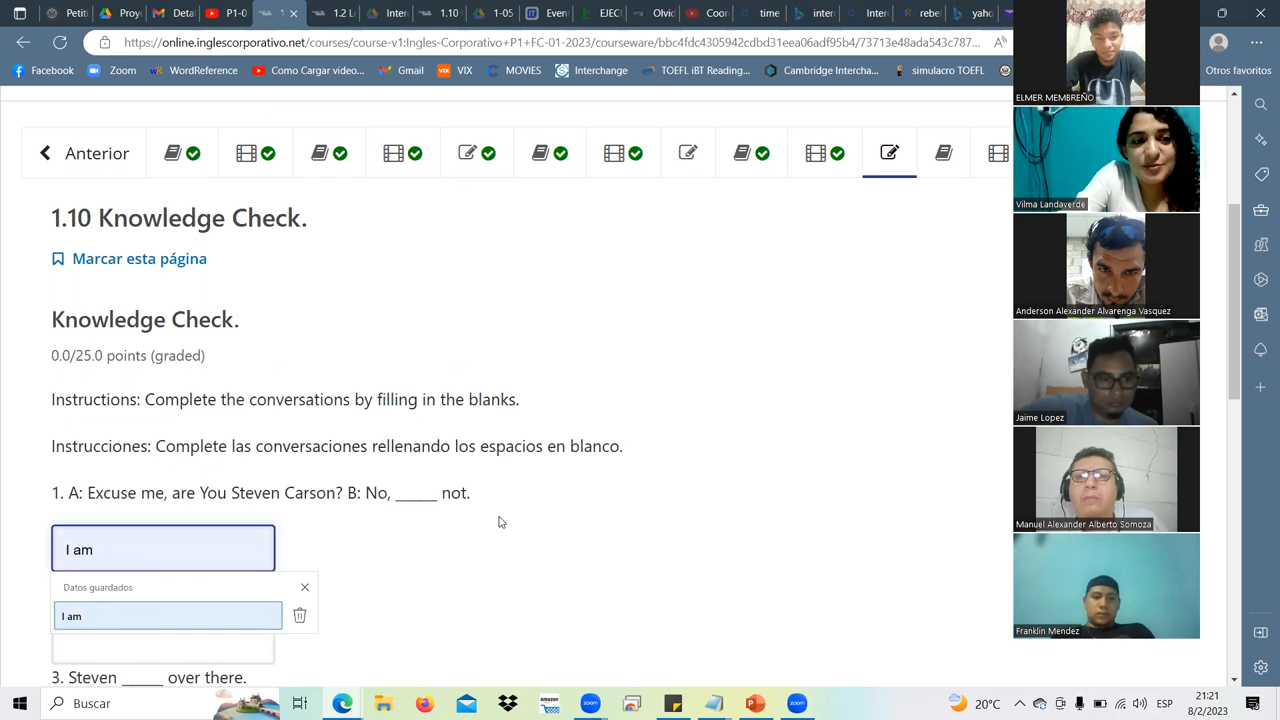 P1-0
1.2 L
Inter
1.10
1-05
Even
EJEC
Olvic
Coor
time
inter
Inter
rebe
yaho
Petit
Proy
https://online.inglescorporativo.net/courses/course-v1:Ingles-Corporativo+P1+FC-01-2023/courseware/bbc4fdc4305942cdbd31eea06adf95b4/73713e48ada543c787...
Facebook
Zoom
WordReference
Como Cargar video...
Gmail
VIX
MOVIES
Interchange
TOEFL iBT Reading...
Cambridge Intercha...
simulacro TOEFL
Otros favoritos
Anterior
1.10 Knowledge Check.
Marcar esta página
Knowledge Check.
0.0/25.0 points (graded)
Instructions: Complete the conversations by filling in the blanks.
Instrucciones: Complete las conversaciones rellenando los espacios en blanco.
1. A: Excuse me, are You Steven Carson? B: No, ______ not.
I am
Datos guardados
I am
3. Steven ______ over there.
ELMER MEMBREÑO
Vilma Landaverde
Anderson Alexander Alvarenga Vasquez
Jaime Lopez
Manuel Alexander Alberto Somoza
Franklin Mendez
Buscar
amazon
zoom
zoom
20°C
ESP
21:21
8/2/2023